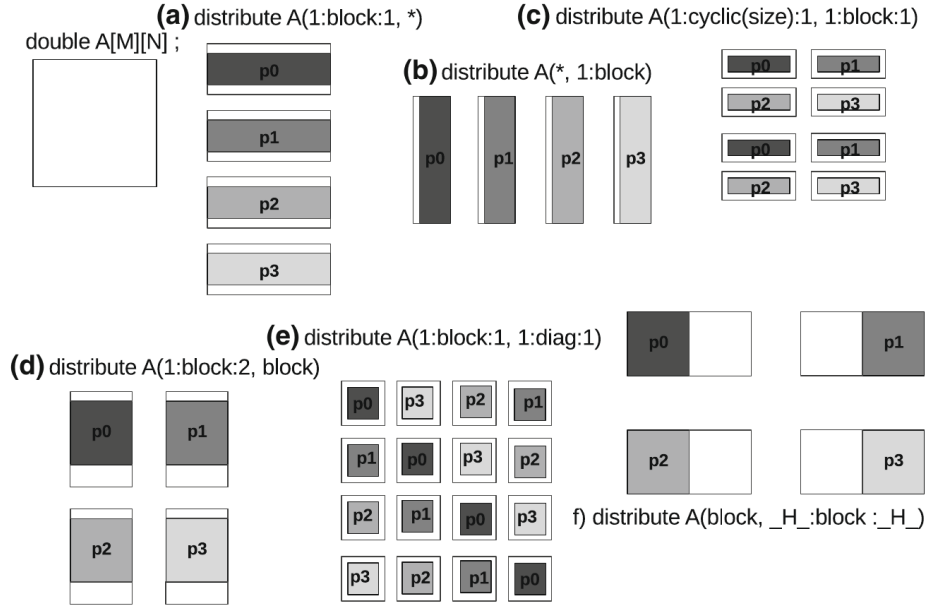 double A[M][N] ;
(a) distribute A(1:block:1, *)
p0
p1
p2
p3
(b) distribute A(*, 1:block)
p0 p1 p2 p3
(c) distribute A(1:cyclic(size):1, 1:block:1)
p0 p1
p2 p3
p0 p1
p2 p3
(d) distribute A(1:block:2, block)
p0 p1
p2 p3
(e) distribute A(1:block:1, 1:diag:1)
p0 p3 p2 p1
p1 p0 p3 p2
p2 p1 p0 p3
p3 p2 p1 p0
p0 p1
p2 p3
f) distribute A(block, _H_:block :_H_)